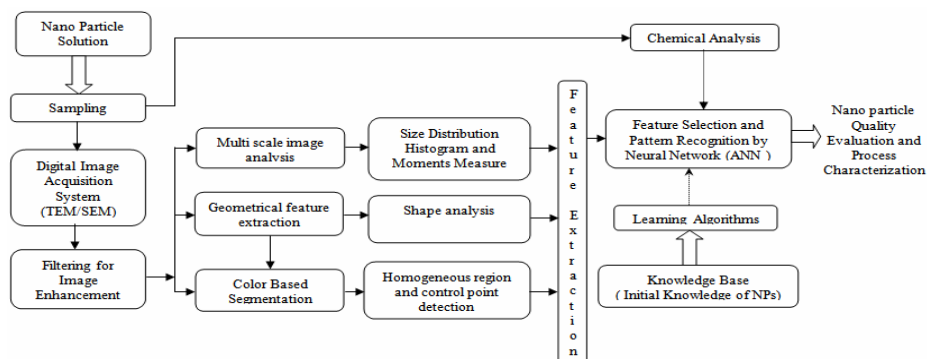 Nano Particle
Solution
Sampling
Digital Image
Acquisition
System
(TEM/SEM)
Filtering for
Image
Enhancement
Multi scale image
analysis
Geometrical feature
extraction
Color Based
Segmentation
Size Distribution
Histogram and
Moments Measure
Shape analysis
Homogeneous region
and control point
detection
Feature Extraction
Chemical Analysis
Feature Selection and
Pattern Recognition by
Neural Network (ANN )
Learning Algorithms
Knowledge Base
( Initial Knowledge of NPs)
Nano particle
Quality
Evaluation and
Process
Characterization